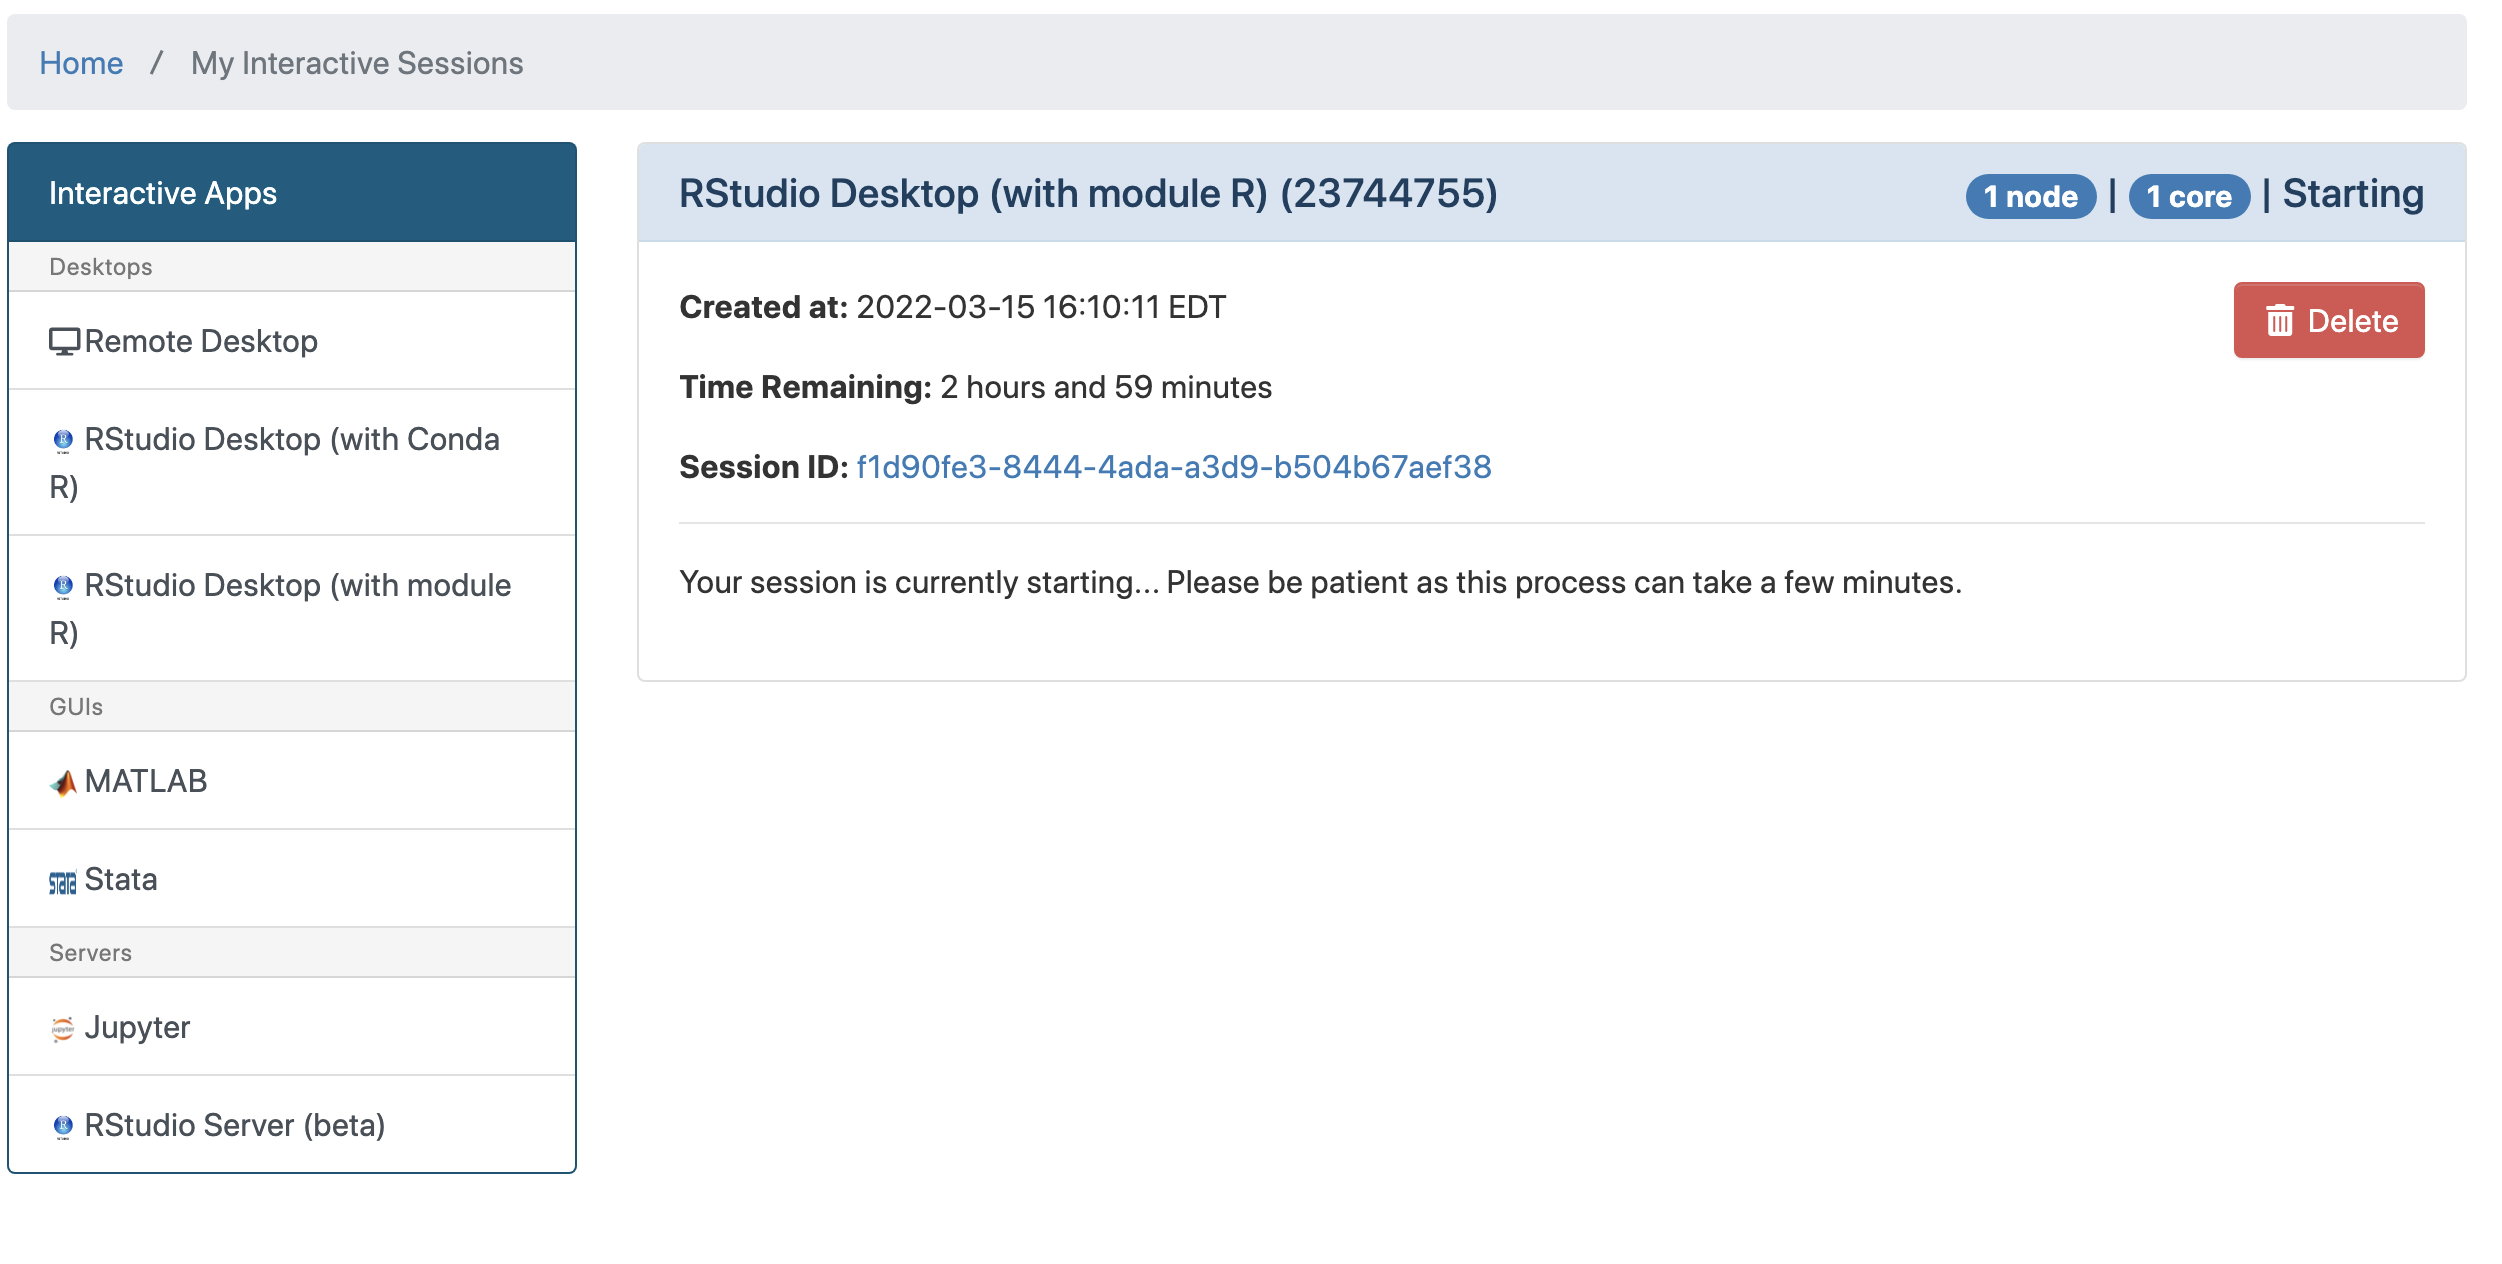 Home / My Interactive Sessions
Interactive Apps
Desktops
Remote Desktop
RStudio Desktop (with Conda
R)
RStudio Desktop (with module
R)
GUIs
MATLAB
Stata
Servers
Jupyter
RStudio Server (beta)
RStudio Desktop (with module R) (23744755)
1 node | 1 core | Starting
Created at: 2022-03-15 16:10:11 EDT
Delete
Time Remaining: 2 hours and 59 minutes
Session ID: f1d90fe3-8444-4ada-a3d9-b504b67aef38
Your session is currently starting... Please be patient as this process can take a few minutes.